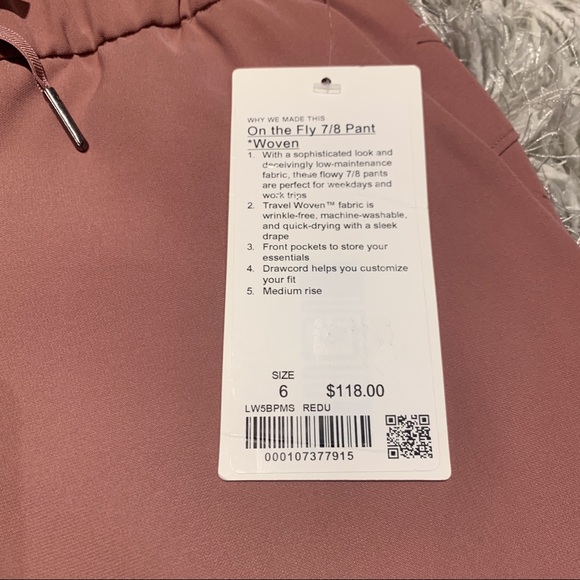 WHY WE MADE THIS
On the Fly 7/8 Pant
*Woven
1. With a sophisticated look and
deceivingly low-maintenance
fabric, these flowy 7/8 pants
are perfect for weekdays and
work trips
2. Travel Woven™ fabric is
wrinkle-free, machine-washable,
and quick-drying with a sleek
drape
3. Front pockets to store your
essentials
4. Drawcord helps you customize
your fit
5. Medium rise
SIZE
6 $118.00
LW5BPMS REDU
000107377915